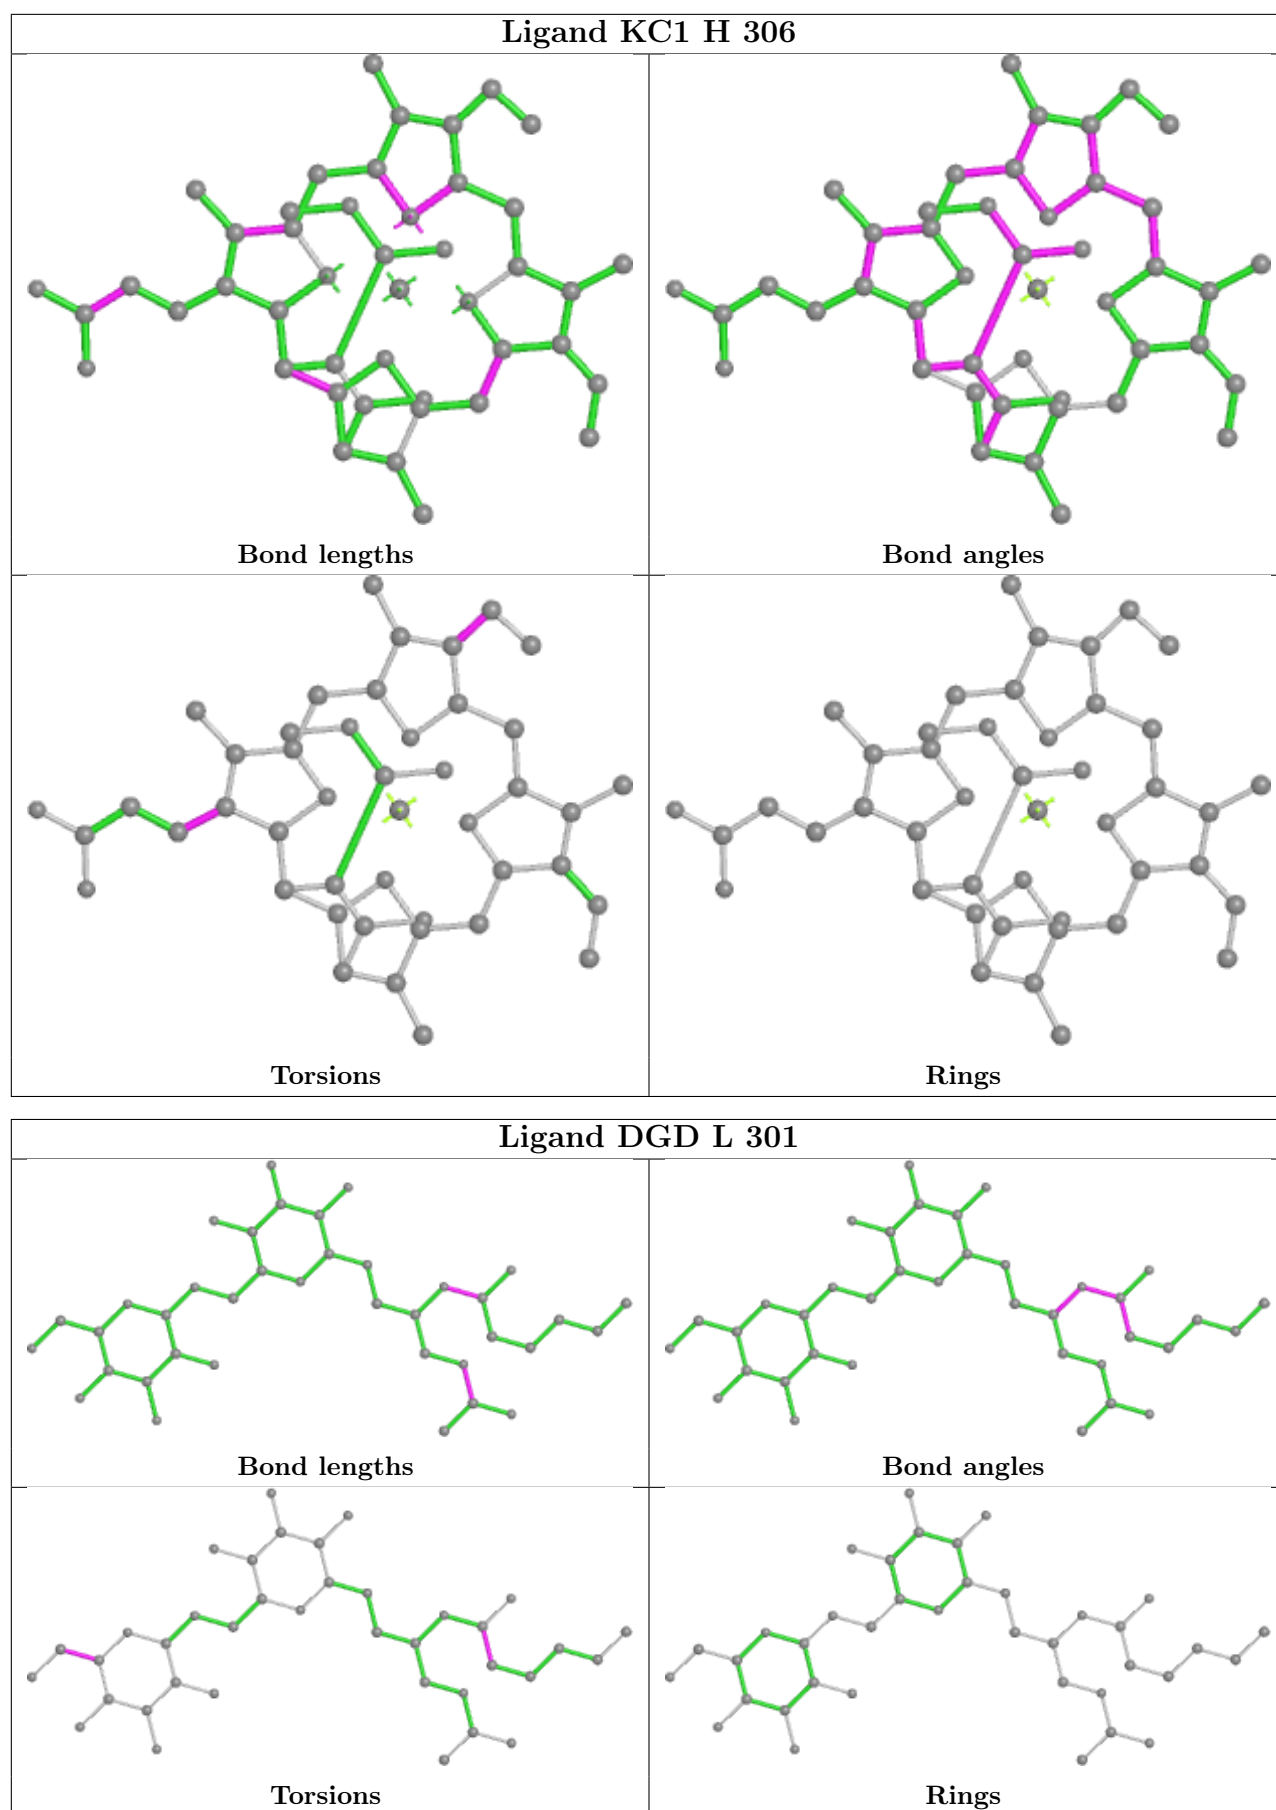 Ligand KC1 H 306
Bond lengths
Bond angles
Torsions
Rings
Ligand DGD L 301
Bond lengths
Bond angles
Torsions
Rings